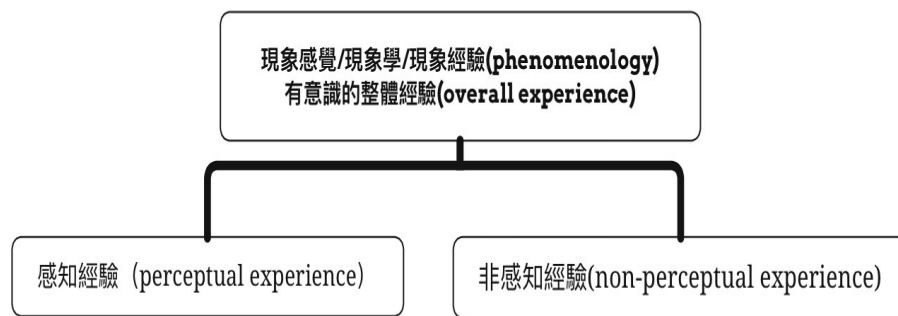 現象感覺/現象學/現象經驗(phenomenology)
有意識的整體經驗(overall experience)
感知經驗（perceptual experience）
非感知經驗(non-perceptual experience)